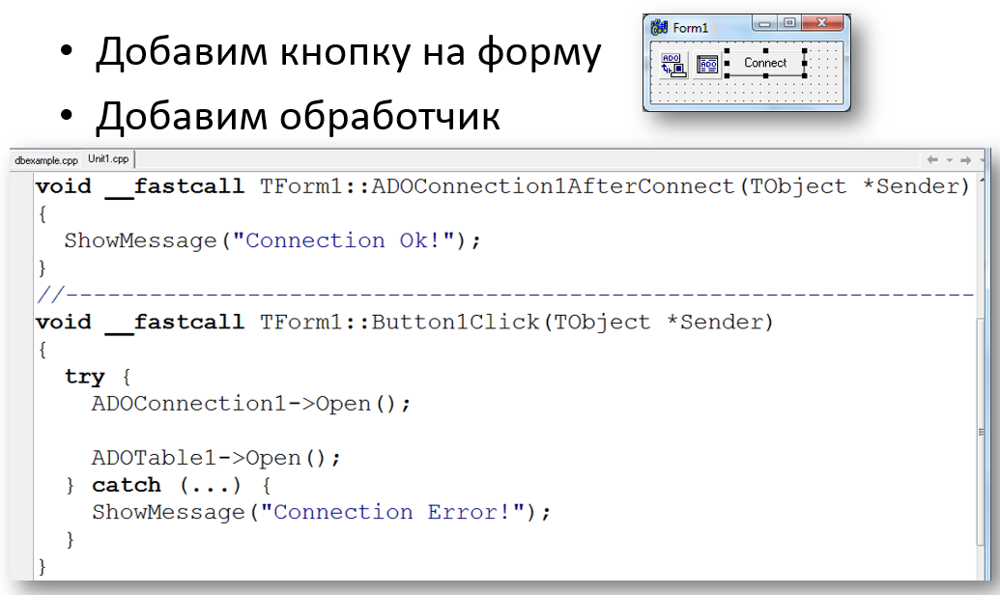 • Добавим кнопку на форму
• Добавим обработчик
Form1
ADO
ADO
Connect
dbexample.cpp Unit1.cpp
void __fastcall TForm1::ADOConnection1AfterConnect(TObject *Sender)
{
ShowMessage("Connection Ok!");
}
//----------------------------------------------------------------
void __fastcall TForm1::Button1Click(TObject *Sender)
{
try {
ADOConnection1->Open();
ADOTable1->Open();
} catch (...) {
ShowMessage("Connection Error!");
}
}